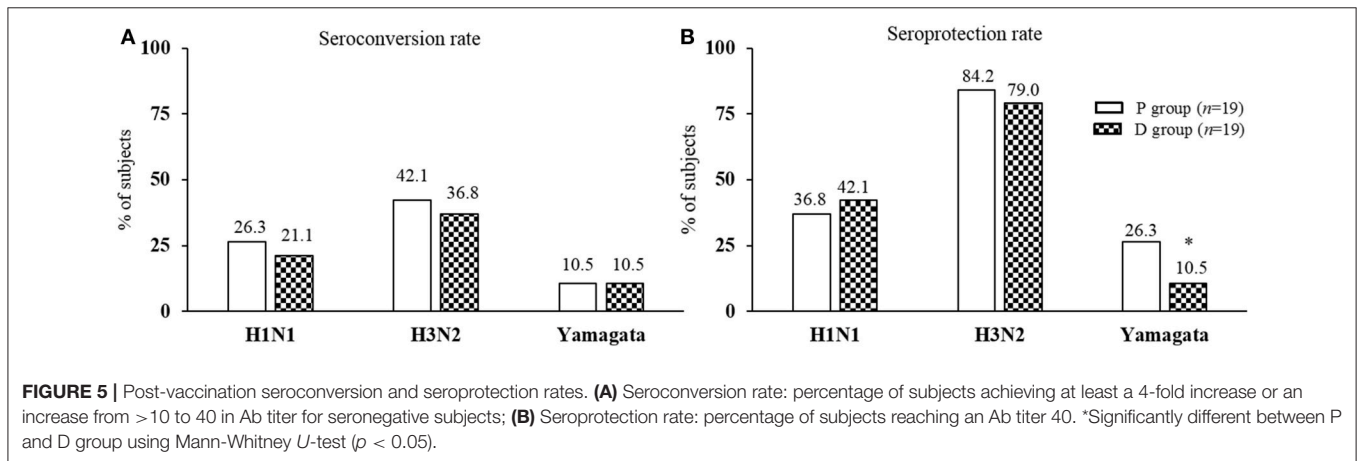 A
Seroconversion rate
100
75
50
25
0
% of subjects
26.3
21.1
42.1
36.8
10.5
10.5
H1N1
H3N2
Yamagata
B
Seroprotection rate
100
75
50
25
0
% of subjects
36.8
42.1
84.2
79.0
26.3
*
10.5
H1N1
H3N2
Yamagata
P group (n=19)
D group (n=19)
FIGURE 5 | Post-vaccination seroconversion and seroprotection rates. (A) Seroconversion rate: percentage of subjects achieving at least a 4-fold increase or an
increase from >10 to 40 in Ab titer for seronegative subjects; (B) Seroprotection rate: percentage of subjects reaching an Ab titer 40. *Significantly different between P
and D group using Mann-Whitney U-test (p < 0.05).